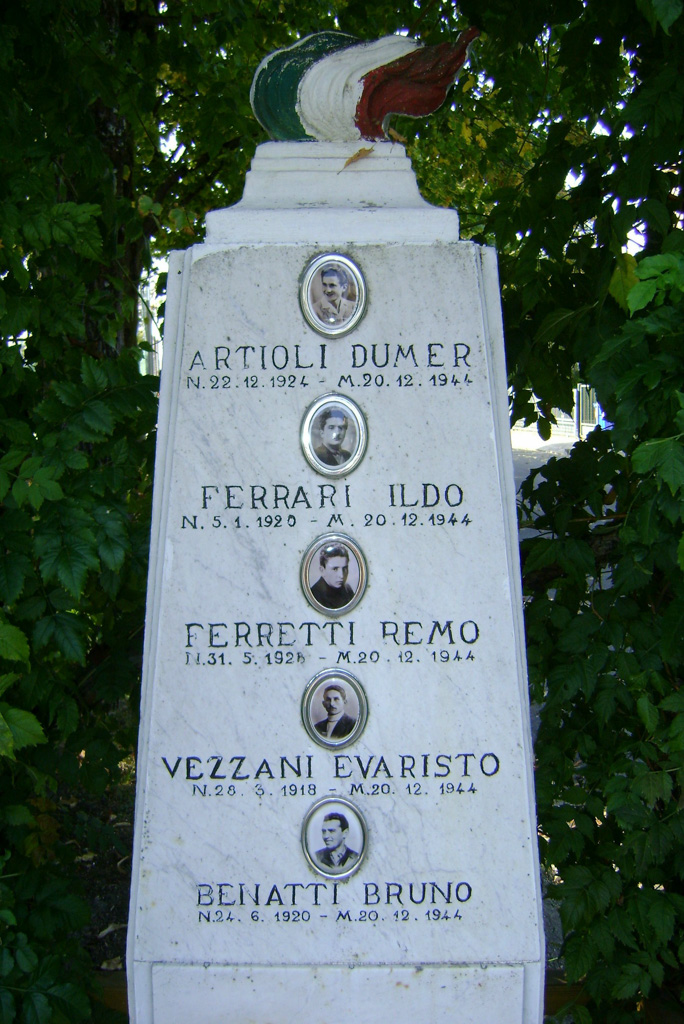 ARTIOLI DUMER
N. 22. 12. 1924 - M. 20. 12. 1944
FERRARI ILDO
N. 5. 1. 1920 - M. 20. 12. 1944
FERRETTI REMO
N. 31. 5. - M. 20. 12. 1944
VEZZANI EVARISTO
N. 28. 3. 1918 - M. 20. 12. 1944
BENATTI BRUNO
N. 24. 6. 1920 - M. 20. 12. 1944